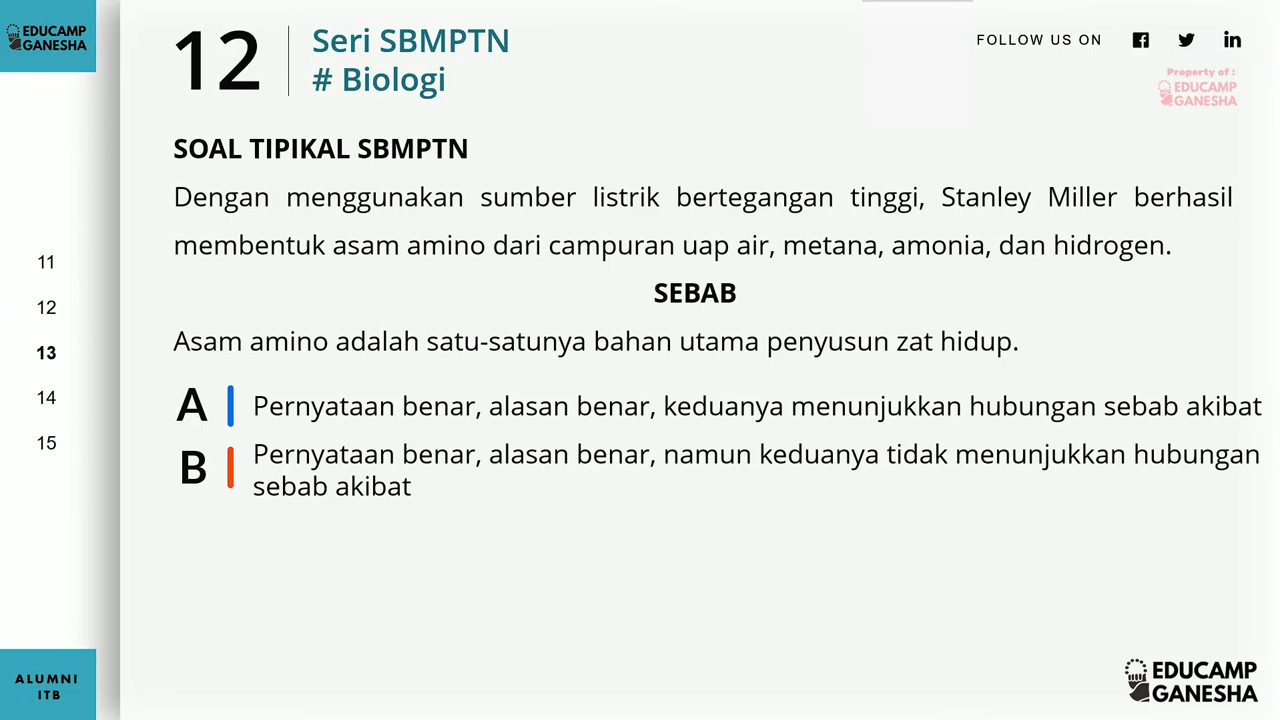 EDUCAMP
GANESHA
12
Seri SBMPTN
# Biologi
FOLLOW US ON
Property of :
EDUCAMP
GANESHA
SOAL TIPIKAL SBMPTN
Dengan menggunakan sumber listrik bertegangan tinggi, Stanley Miller berhasil
membentuk asam amino dari campuran uap air, metana, amonia, dan hidrogen.
SEBAB
Asam amino adalah satu-satunya bahan utama penyusun zat hidup.
A Pernyataan benar, alasan benar, keduanya menunjukkan hubungan sebab akibat
B Pernyataan benar, alasan benar, namun keduanya tidak menunjukkan hubungan
sebab akibat
11
12
13
14
15
ALUMNI
ITB
EDUCAMP
GANESHA